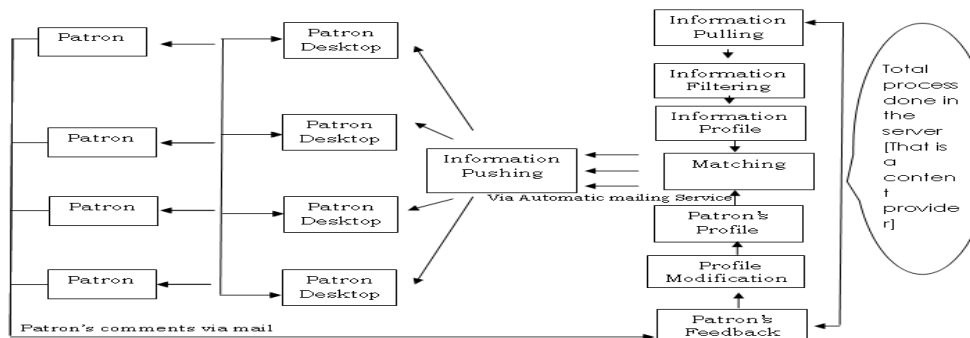 Patron
Patron
Desktop
Information
Pulling
Total
process
done in
the
server
[That is
a
conten
t
provide
r]
Information
Filtering
Patron
Patron
Desktop
Information
Profile
Information
Pushing
Matching
Via Automatic mailing Service
Patron
Patron
Desktop
Patron's
Profile
Patron
Patron
Desktop
Profile
Modification
Patron's comments via mail
Patron's
Feedback